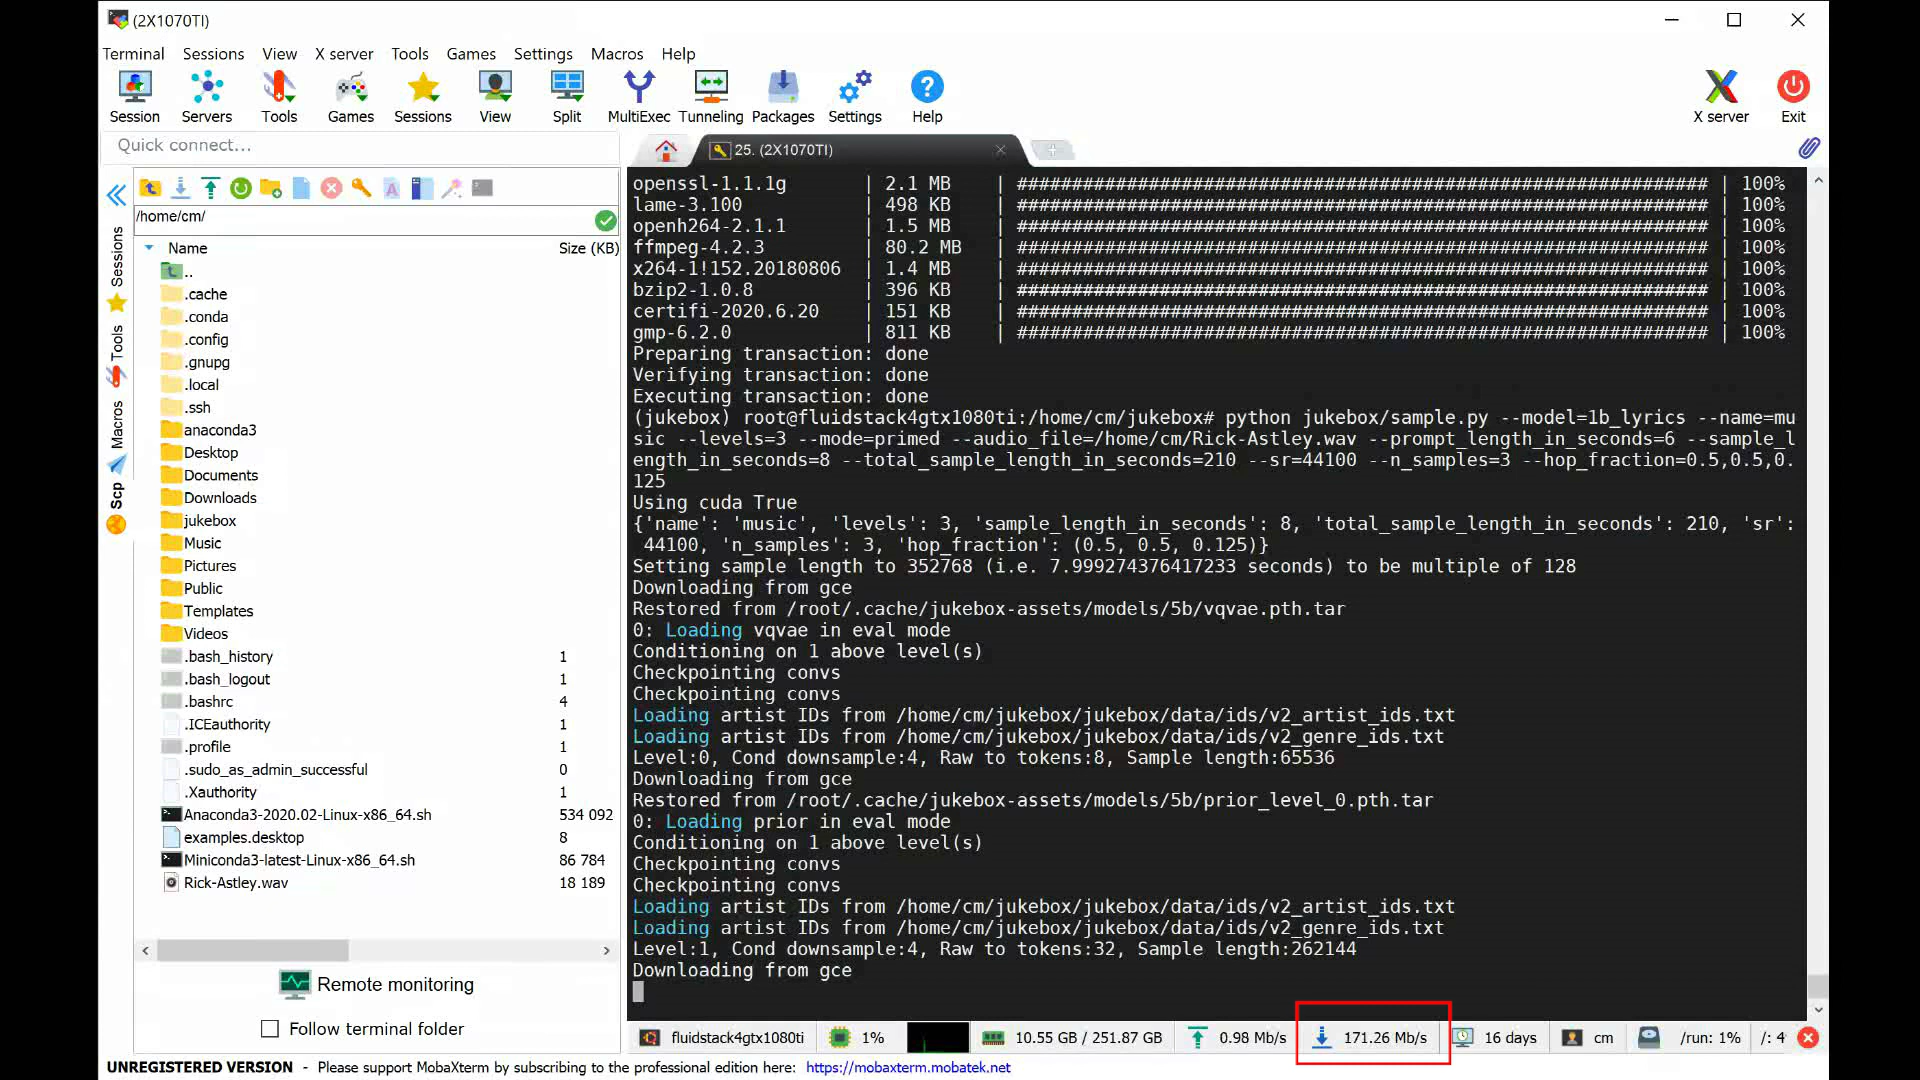 (2X1070TI)
Terminal Sessions View X server Tools Games Settings Macros Help
Session Servers Tools Games Sessions View Split MultiExec Tunneling Packages Settings Help X server Exit
Quick connect...
25. (2X1070TI)
/home/cm/
Name Size (KB)
..
.cache
.conda
.config
.gnupg
.local
.ssh
anaconda3
Desktop
Documents
Downloads
jukebox
Music
Pictures
Public
Templates
Videos
.bash_history 1
.bash_logout 1
.bashrc 4
.ICEauthority 1
.profile 1
.sudo_as_admin_successful 0
.Xauthority 1
Anaconda3-2020.02-Linux-x86_64.sh 534 092
examples.desktop 8
Miniconda3-latest-Linux-x86_64.sh 86 784
Rick-Astley.wav 18 189
Sessions
Tools
Macros
Scp
Remote monitoring
Follow terminal folder
openssl-1.1.1g | 2.1 MB | ############################################################### | 100%
lame-3.100 | 498 KB | ############################################################### | 100%
openh264-2.1.1 | 1.5 MB | ############################################################### | 100%
ffmpeg-4.2.3 | 80.2 MB | ############################################################### | 100%
x264-1!152.20180806 | 1.4 MB | ############################################################### | 100%
bzip2-1.0.8 | 396 KB | ############################################################### | 100%
certifi-2020.6.20 | 151 KB | ############################################################### | 100%
gmp-6.2.0 | 811 KB | ############################################################### | 100%
Preparing transaction: done
Verifying transaction: done
Executing transaction: done
(jukebox) root@fluidstack4gtx1080ti:/home/cm/jukebox# python jukebox/sample.py --model=1b_lyrics --name=mu
sic --levels=3 --mode=primed --audio_file=/home/cm/Rick-Astley.wav --prompt_length_in_seconds=6 --sample_l
ength_in_seconds=8 --total_sample_length_in_seconds=210 --sr=44100 --n_samples=3 --hop_fraction=0.5,0.5,0.
125
Using cuda True
{'name': 'music', 'levels': 3, 'sample_length_in_seconds': 8, 'total_sample_length_in_seconds': 210, 'sr':
44100, 'n_samples': 3, 'hop_fraction': (0.5, 0.5, 0.125)}
Setting sample length to 352768 (i.e. 7.999274376417233 seconds) to be multiple of 128
Downloading from gce
Restored from /root/.cache/jukebox-assets/models/5b/vqvae.pth.tar
0: Loading vqvae in eval mode
Conditioning on 1 above level(s)
Checkpointing convs
Checkpointing convs
Loading artist IDs from /home/cm/jukebox/jukebox/data/ids/v2_artist_ids.txt
Loading artist IDs from /home/cm/jukebox/jukebox/data/ids/v2_genre_ids.txt
Level:0, Cond downsample:4, Raw to tokens:8, Sample length:65536
Downloading from gce
Restored from /root/.cache/jukebox-assets/models/5b/prior_level_0.pth.tar
0: Loading prior in eval mode
Conditioning on 1 above level(s)
Checkpointing convs
Checkpointing convs
Loading artist IDs from /home/cm/jukebox/jukebox/data/ids/v2_artist_ids.txt
Loading artist IDs from /home/cm/jukebox/jukebox/data/ids/v2_genre_ids.txt
Level:1, Cond downsample:4, Raw to tokens:32, Sample length:262144
Downloading from gce
fluidstack4gtx1080ti 1% 10.55 GB / 251.87 GB 0.98 Mb/s 171.26 Mb/s 16 days cm /run: 1% /: 4
UNREGISTERED VERSION - Please support MobaXterm by subscribing to the professional edition here: https://mobaxterm.mobatek.net